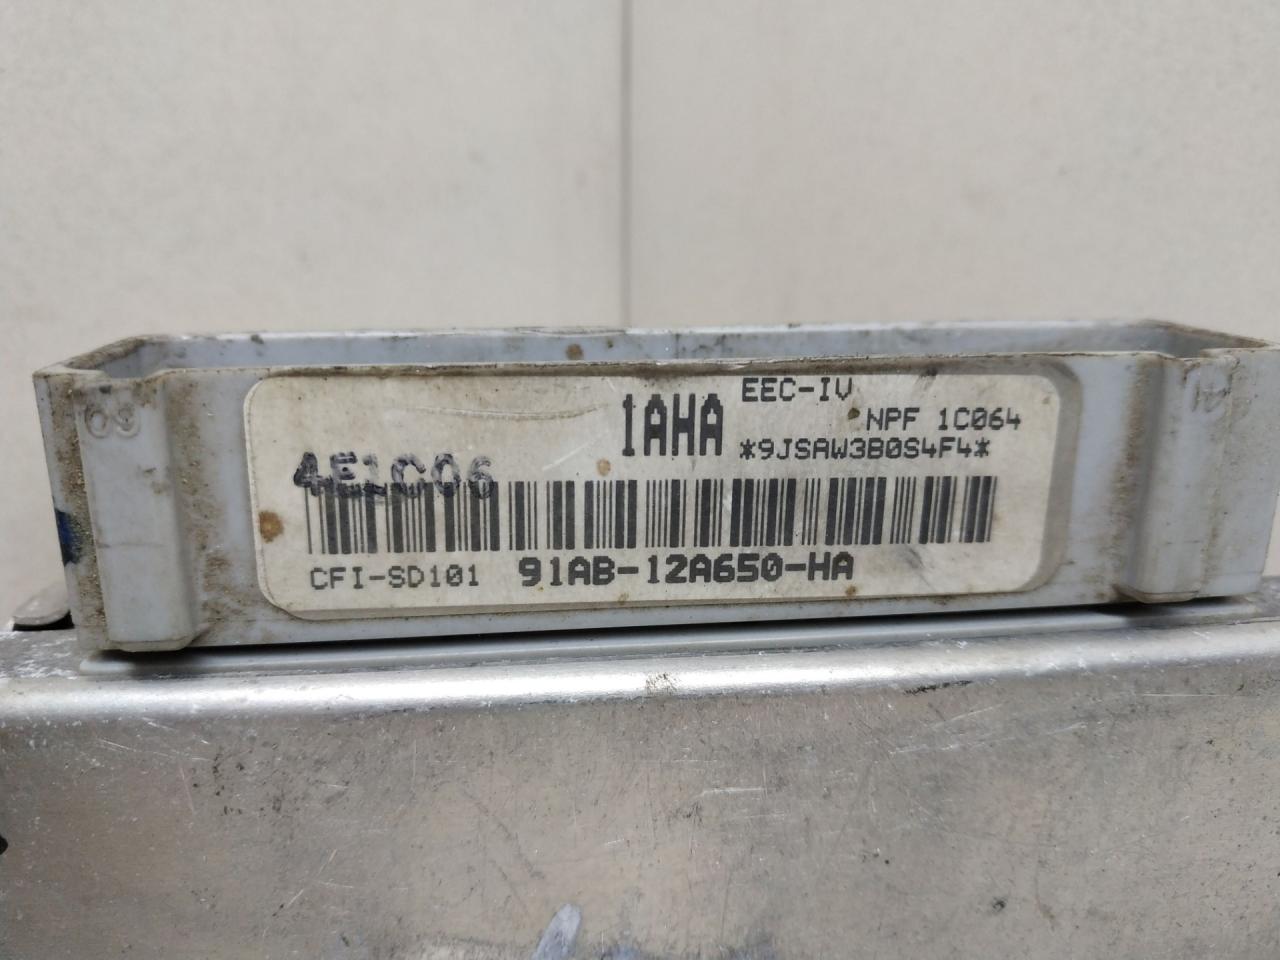 EEC-IV
1AHA
NPF 1C064
*9JSAW3B0S4F4*
4E1C06
CFI-SD101 91AB-12A650-HA